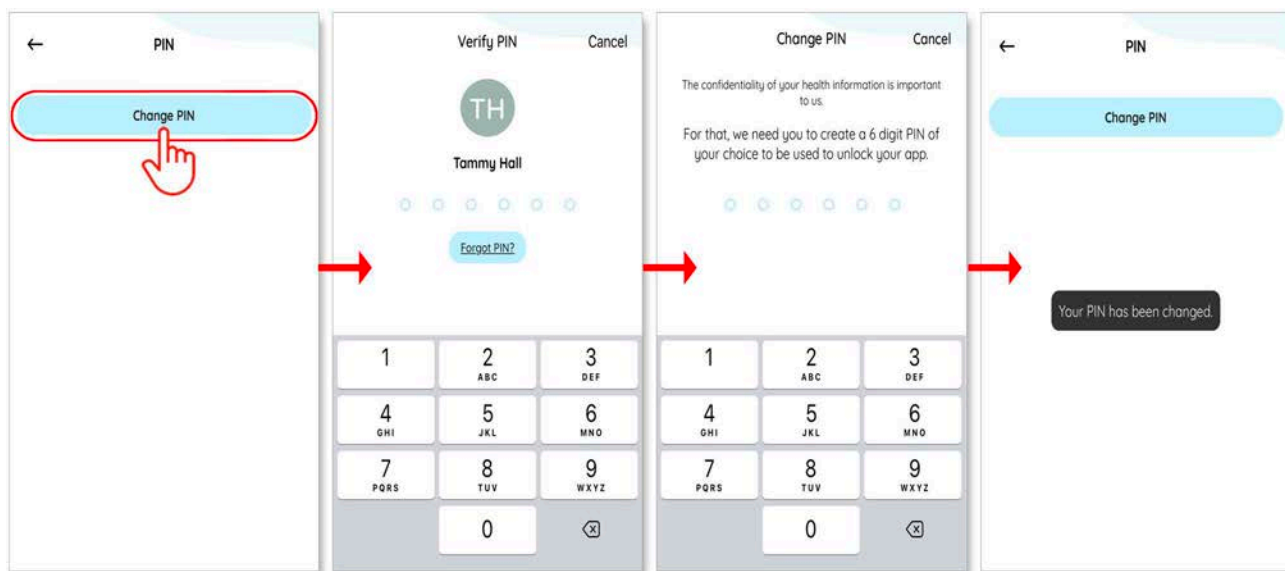 PIN
Change PIN
Verify PIN
Cancel
TH
Tammy Hall
Forgot PIN?
1
2
3
ABC
DEF
4
5
6
GHI
JKL
MNO
7
8
9
PQRS
TUV
WXYZ
0
Change PIN
Cancel
The confidentiality of your health information is important
to us.
For that, we need you to create a 6 digit PIN of
your choice to be used to unlock your app.
1
2
3
ABC
DEF
4
5
6
GHI
JKL
MNO
7
8
9
PQRS
TUV
WXYZ
0
PIN
Change PIN
Your PIN has been changed.